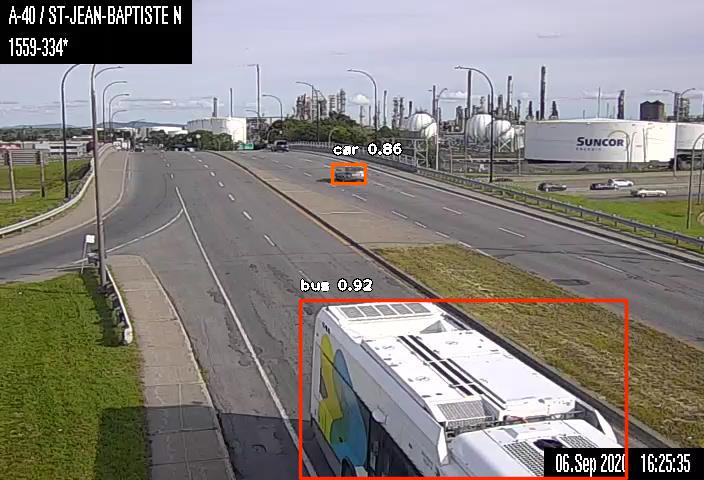 A-40 / ST-JEAN-BAPTISTE N
1559-334*
car 0.86
SUNCOR
bus 0.92
06.Sep 2020 16:25:35